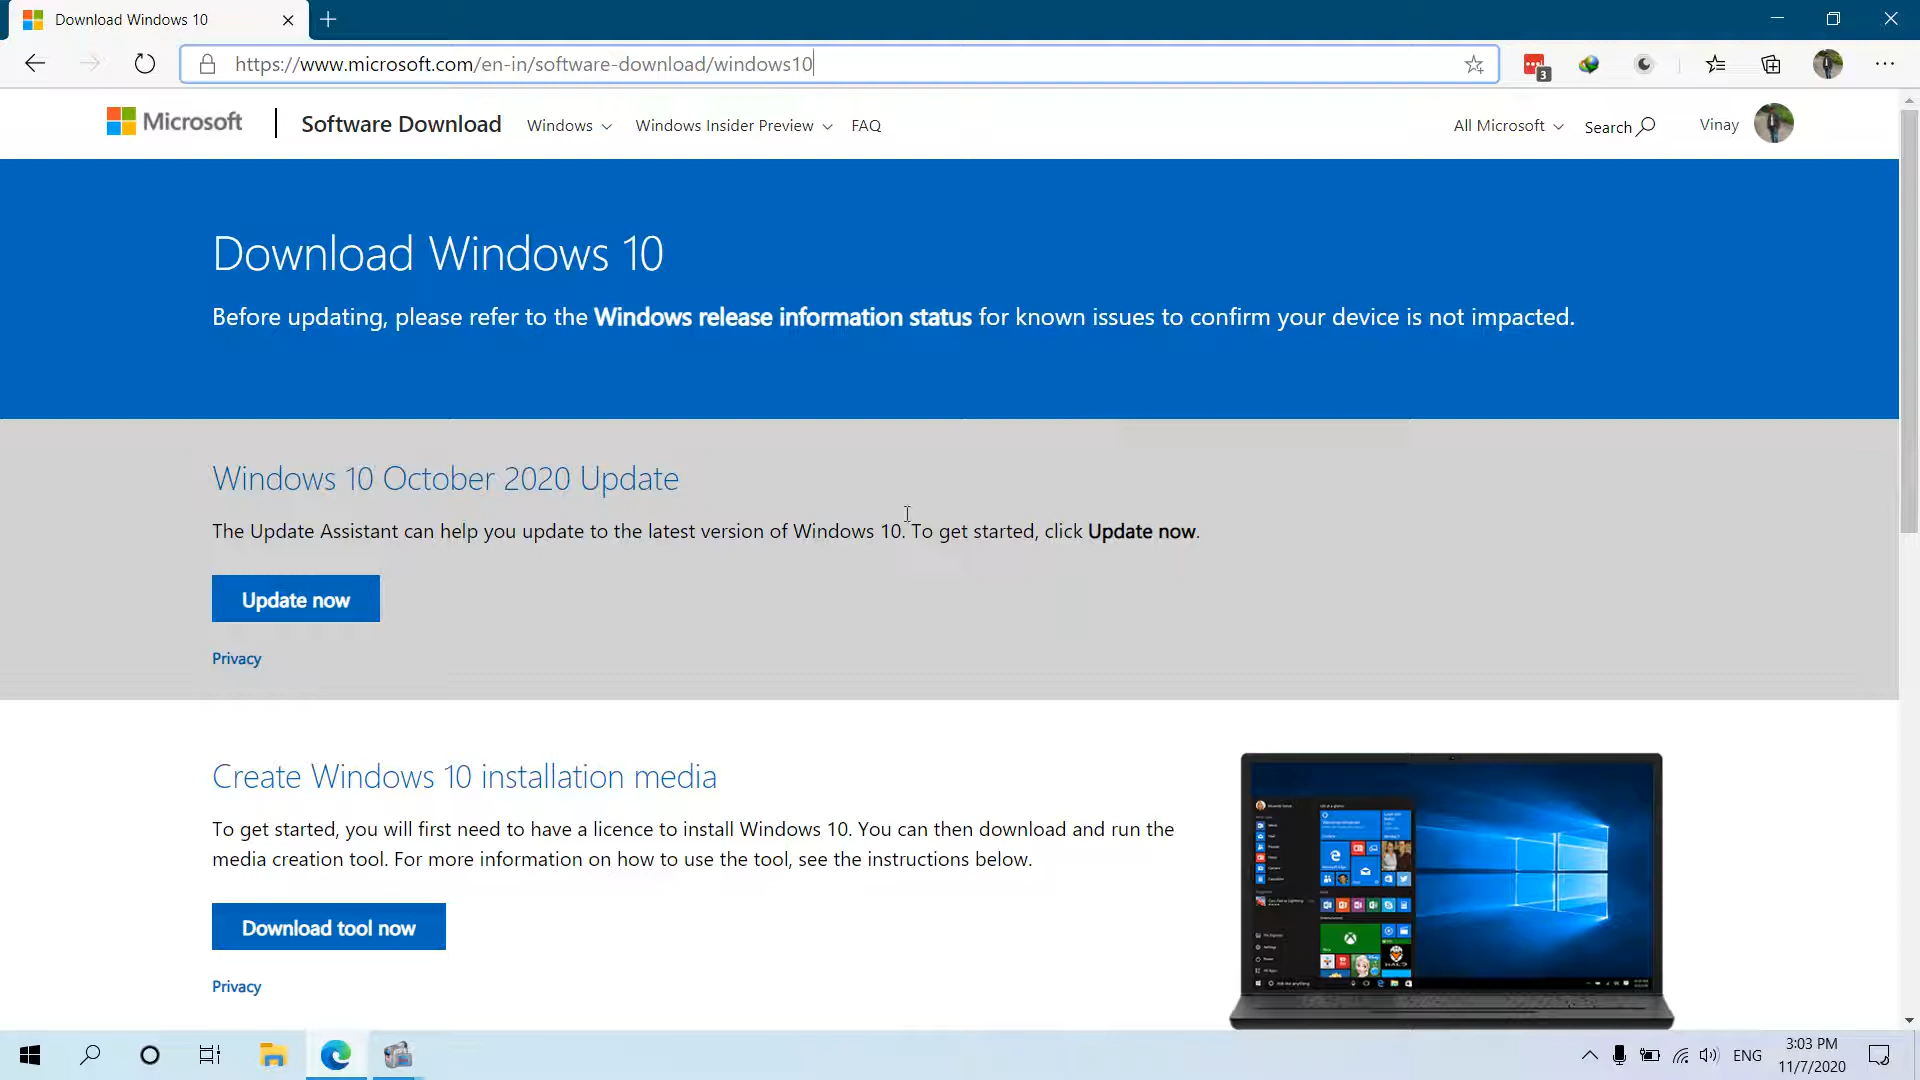 Download Windows 10
https://www.microsoft.com/en-in/software-download/windows10
3
Microsoft
Software Download
Windows
Windows Insider Preview
FAQ
All Microsoft
Search
Vinay
Download Windows 10
Before updating, please refer to the Windows release information status for known issues to confirm your device is not impacted.
Windows 10 October 2020 Update
The Update Assistant can help you update to the latest version of Windows 10. To get started, click Update now.
Update now
Privacy
Create Windows 10 installation media
To get started, you will first need to have a licence to install Windows 10. You can then download and run the
media creation tool. For more information on how to use the tool, see the instructions below.
Download tool now
Privacy
ENG
3:03 PM
11/7/2020